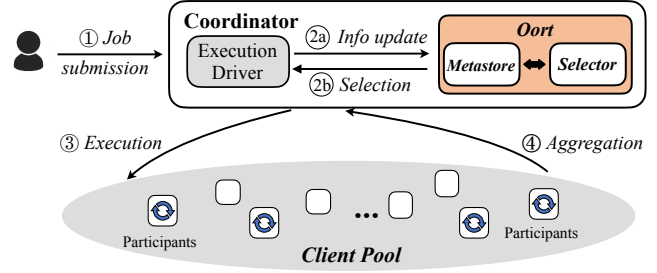 Coordinator
① Job
submission
Execution
Driver
2a Info update
2b Selection
Oort
Metastore
Selector
③ Execution
④ Aggregation
...
Participants
Participants
Client Pool